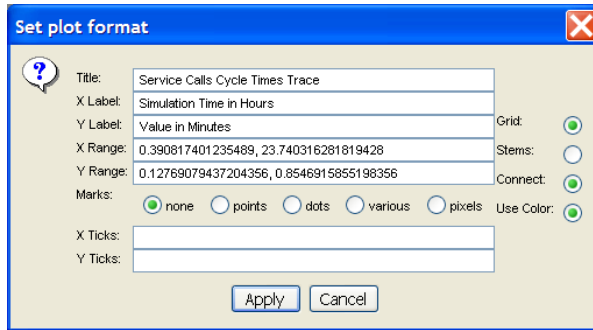 Set plot format
Title: Service Calls Cycle Times Trace
X Label: Simulation Time in Hours
Y Label: Value in Minutes
Grid:
X Range: 0.390817401235489, 23.740316281819428
Stems:
Y Range: 0.12769079437204356, 0.8546915855198356
Connect:
Marks: none points dots various pixels
Use Color:
X Ticks:
Y Ticks:
Apply Cancel